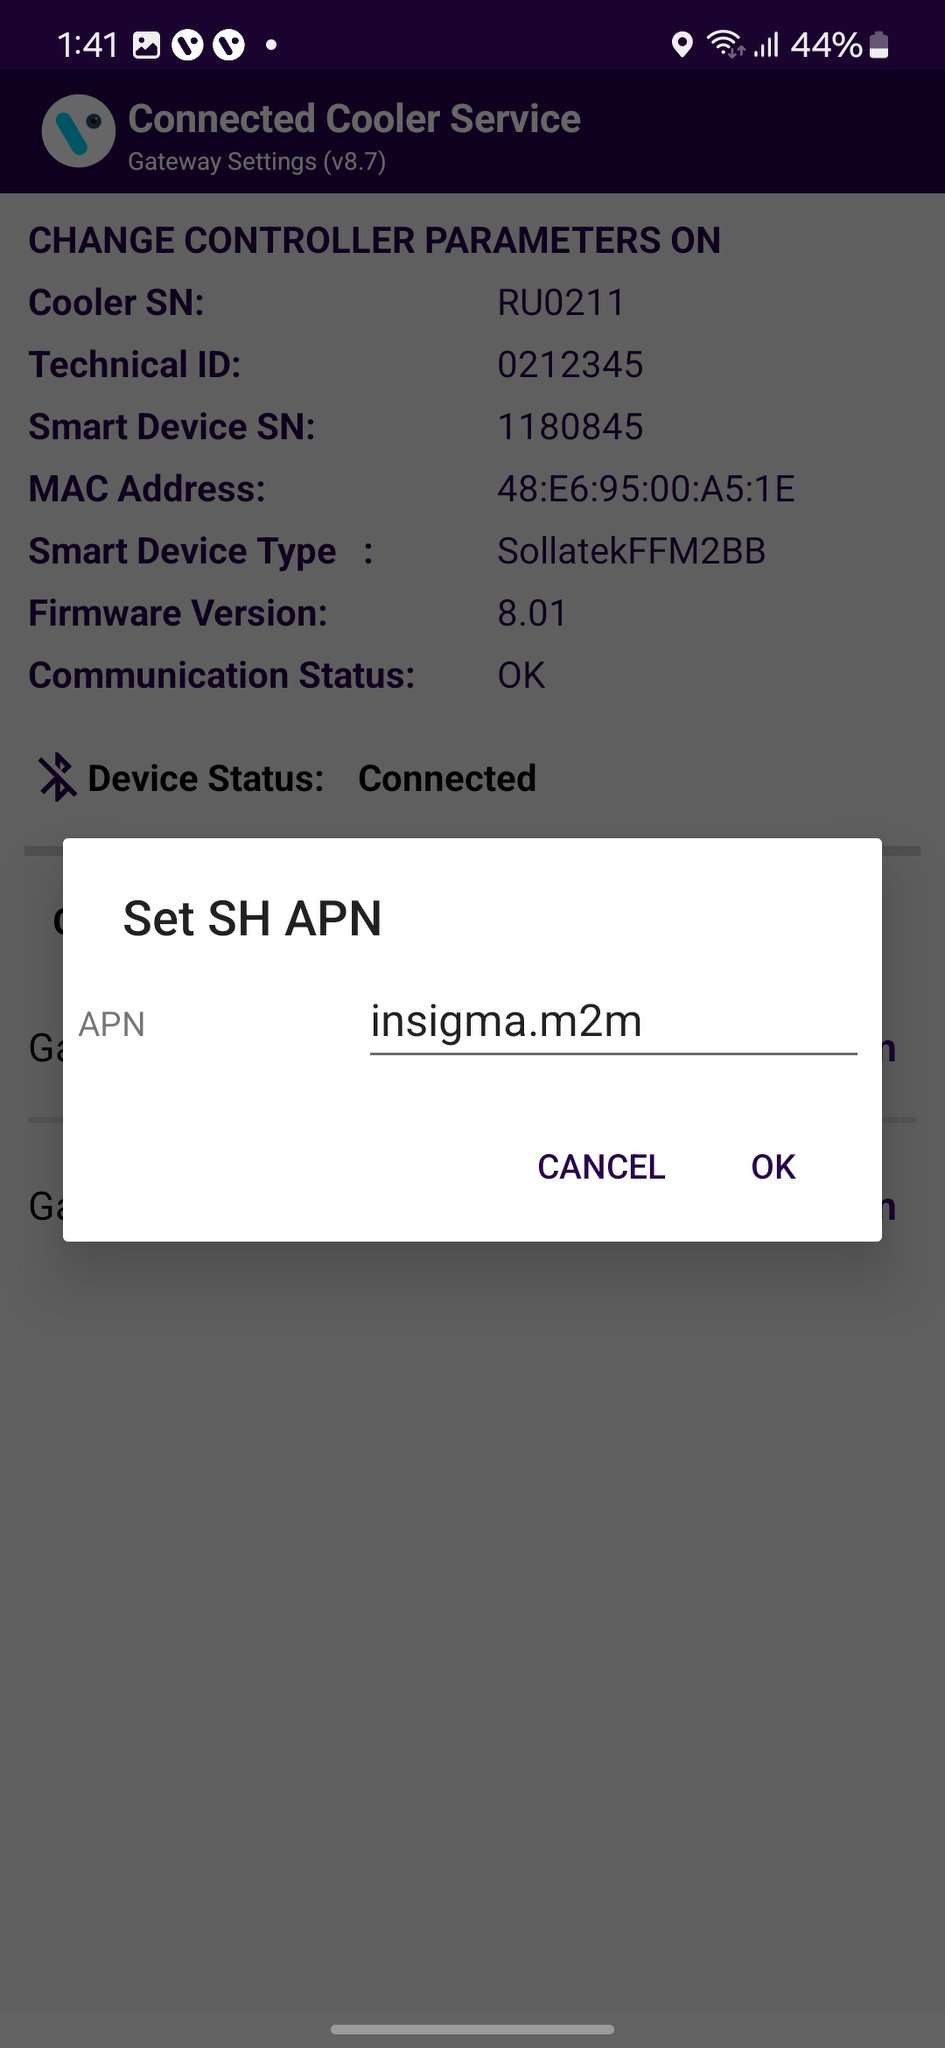 1:41 44%
Connected Cooler Service
Gateway Settings (v8.7)
CHANGE CONTROLLER PARAMETERS ON
Cooler SN: RU0211
Technical ID: 0212345
Smart Device SN: 1180845
MAC Address: 48:E6:95:00:A5:1E
Smart Device Type : SollatekFFM2BB
Firmware Version: 8.01
Communication Status: OK
Device Status: Connected
Set SH APN
APN insigma.m2m
CANCEL OK